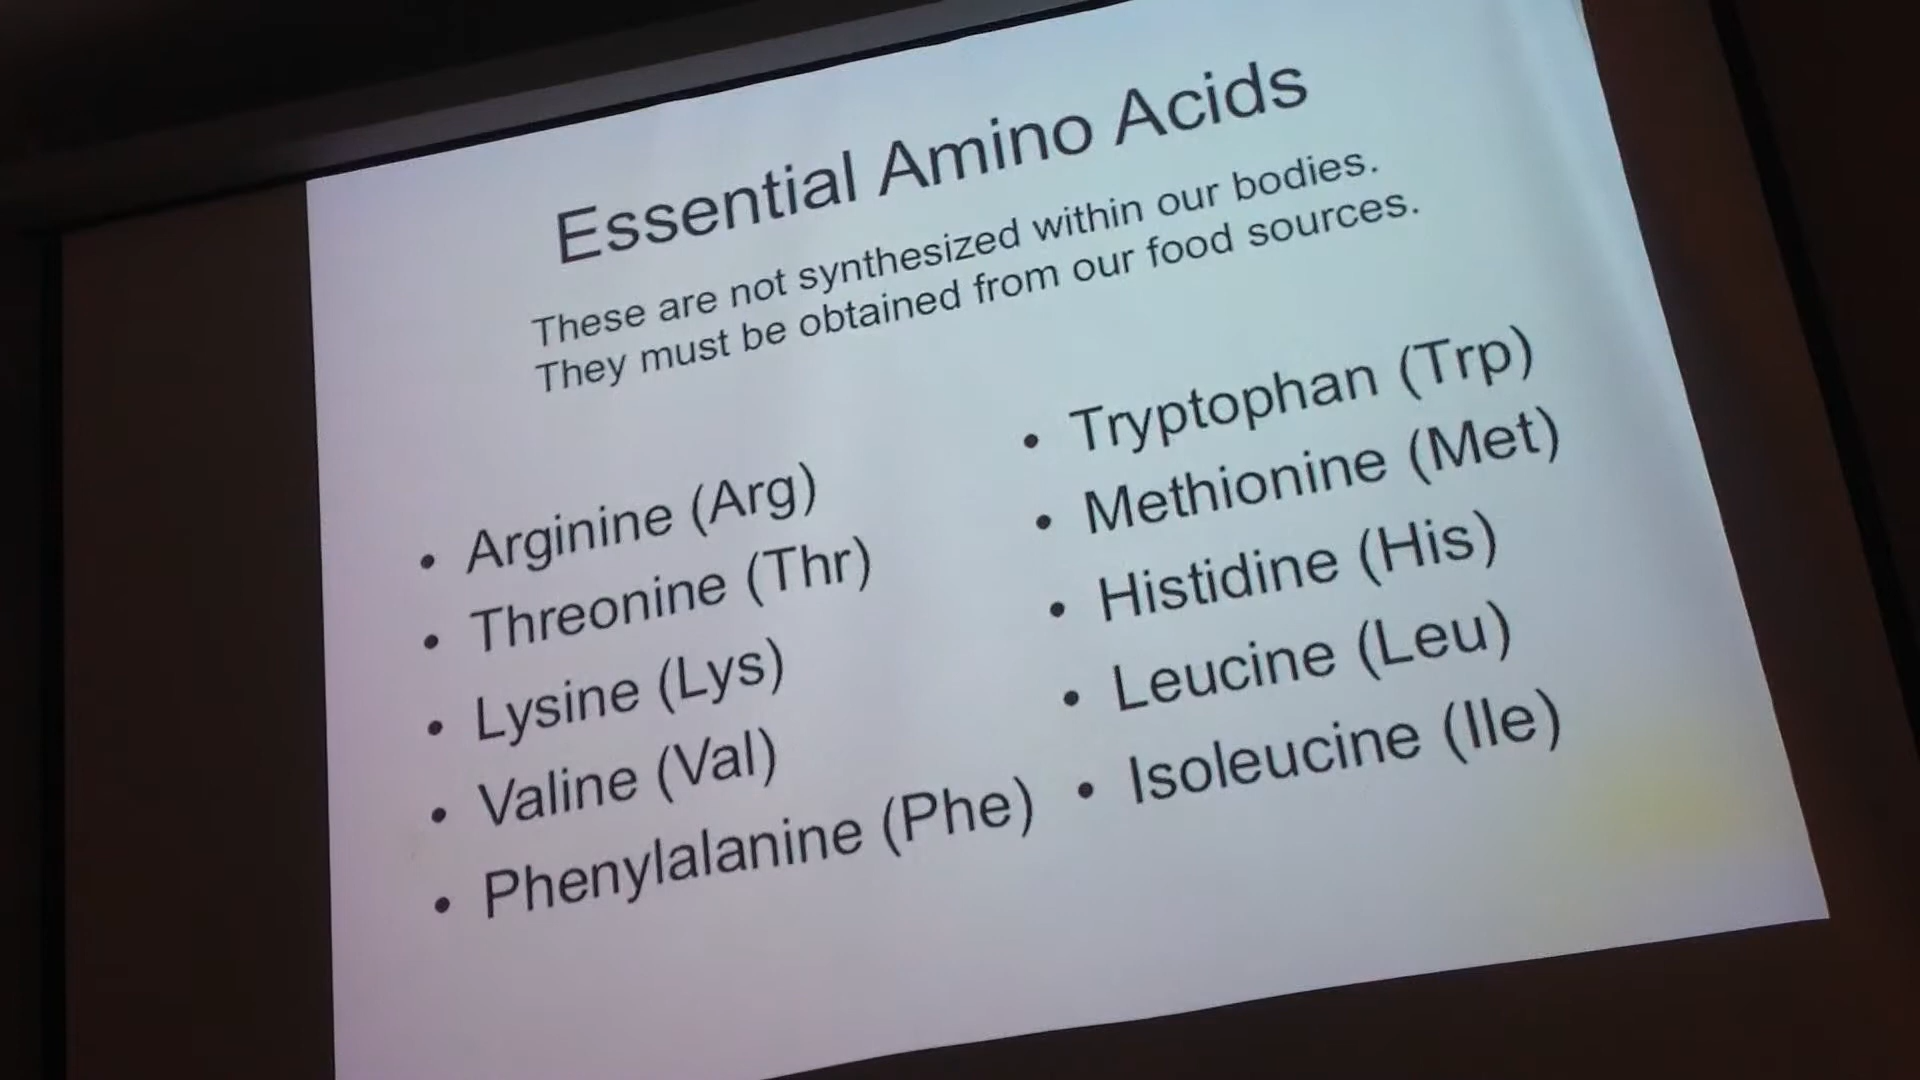 Essential Amino Acids
These are not synthesized within our bodies.
They must be obtained from our food sources.
• Arginine (Arg)
• Threonine (Thr)
• Lysine (Lys)
• Valine (Val)
• Phenylalanine (Phe)
• Tryptophan (Trp)
• Methionine (Met)
• Histidine (His)
• Leucine (Leu)
• Isoleucine (Ile)